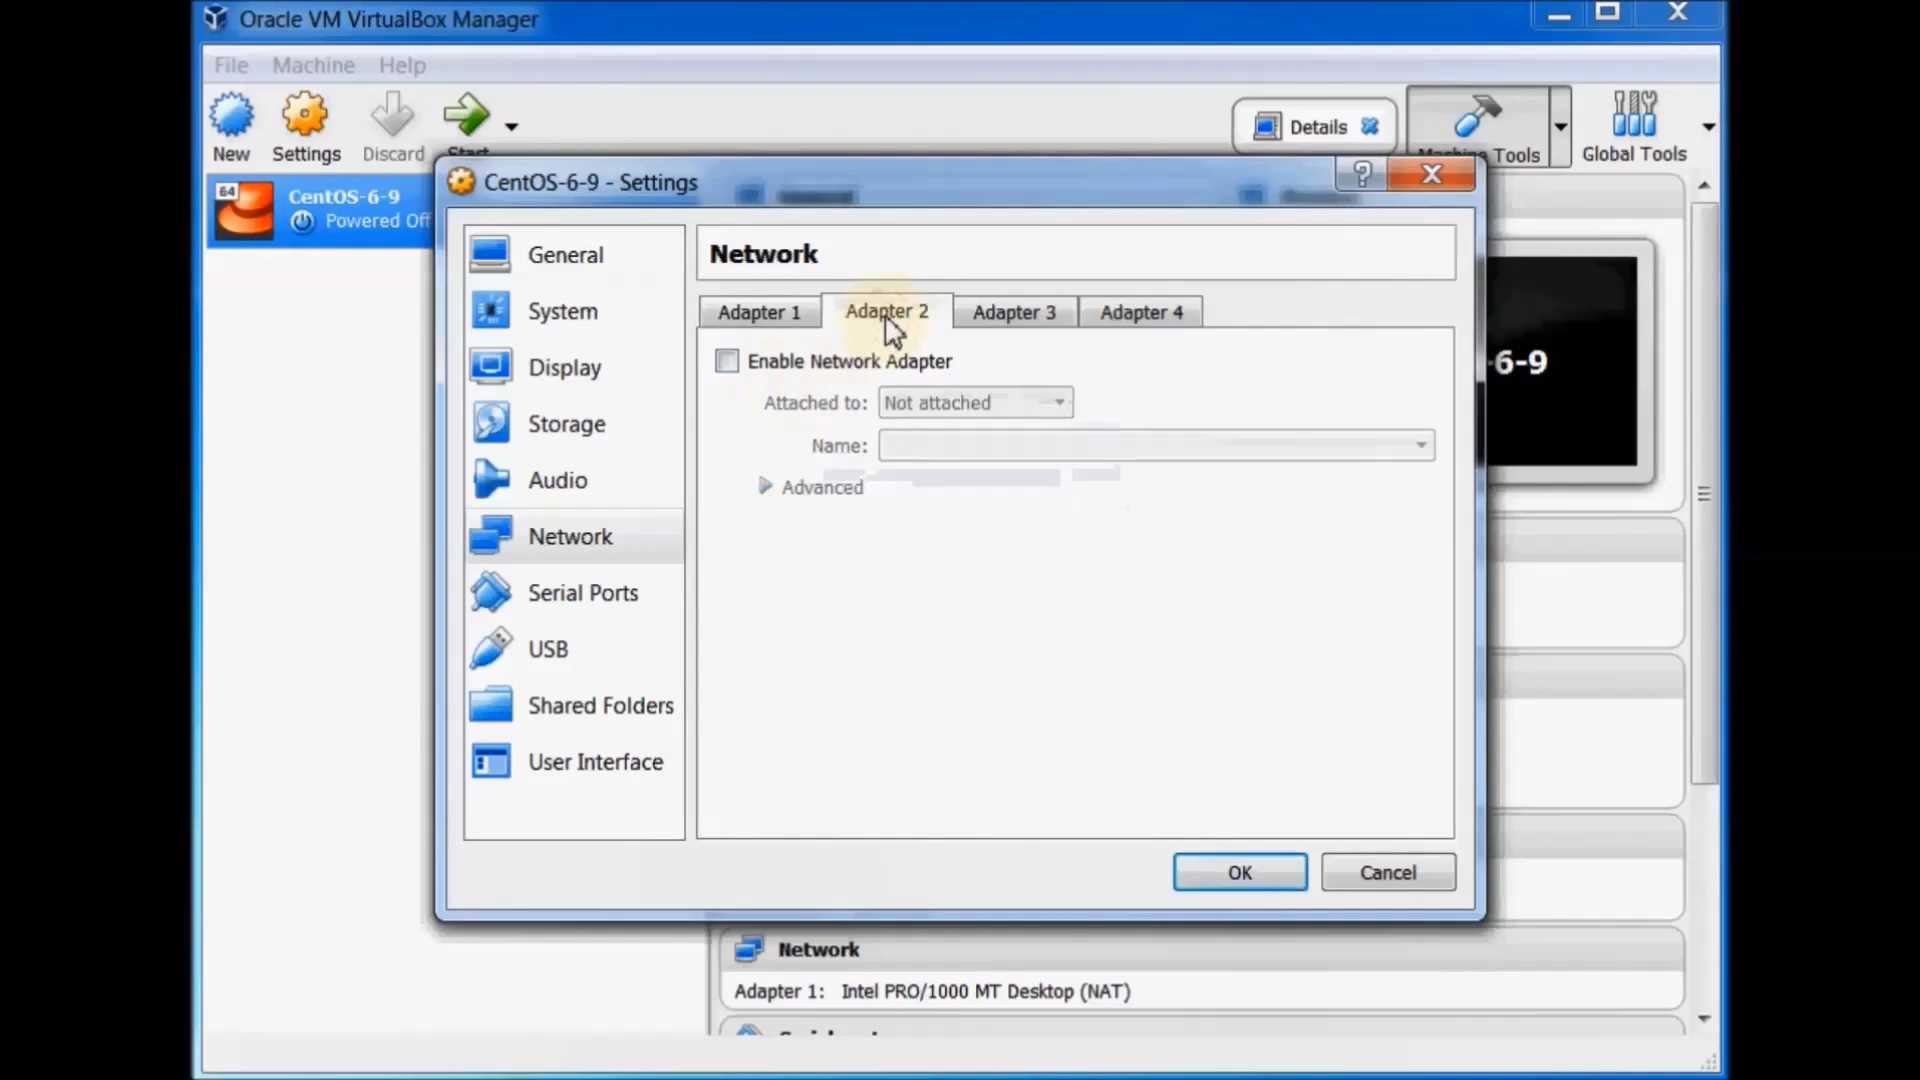 Oracle VM VirtualBox Manager
File Machine Help
New Settings Discard Start
Details
Machine Tools
Global Tools
64
CentOS-6-9
Powered Off
CentOS-6-9 - Settings
General
System
Display
Storage
Audio
Network
Serial Ports
USB
Shared Folders
User Interface
Network
Adapter 1 Adapter 2 Adapter 3 Adapter 4
Enable Network Adapter
Attached to: Not attached
Name:
Advanced
OK Cancel
-6-9
Network
Adapter 1: Intel PRO/1000 MT Desktop (NAT)